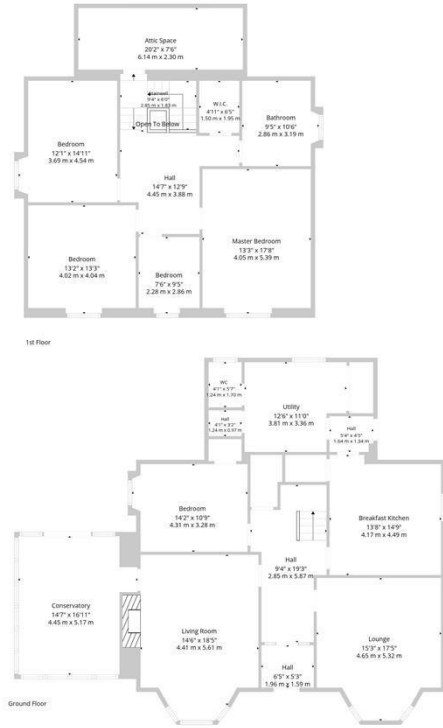 Attic Space
20'2" x 7'6"
6.14 m x 2.30 m
Bedroom
12'1" x 14'11"
3.69 m x 4.54 m
Open To Below
W.I.C.
4'11" x 6'5"
1.50 m x 1.95 m
Bathroom
9'5" x 10'6"
2.86 m x 3.19 m
Hall
14'7" x 12'9"
4.45 m x 3.88 m
Bedroom
13'2" x 13'3"
4.02 m x 4.04 m
Bedroom
7'6" x 9'5"
2.28 m x 2.86 m
Master Bedroom
13'3" x 17'8"
4.05 m x 5.39 m
1st Floor
WC
4'1" x 5'7"
1.24 m x 1.70 m
Utility
12'6" x 11'0"
3.81 m x 3.36 m
Hall
4'1" x 3'2"
1.24 m x 0.97 m
Hall
5'4" x 4'5"
1.64 m x 1.34 m
Bedroom
14'2" x 10'9"
4.31 m x 3.28 m
Breakfast Kitchen
13'8" x 14'9"
4.17 m x 4.49 m
Hall
9'4" x 19'3"
2.85 m x 5.87 m
Conservatory
14'7" x 16'11"
4.45 m x 5.17 m
Living Room
14'6" x 18'5"
4.41 m x 5.61 m
Lounge
15'3" x 17'5"
4.65 m x 5.32 m
Hall
6'5" x 5'3"
1.96 m x 1.59 m
Ground Floor